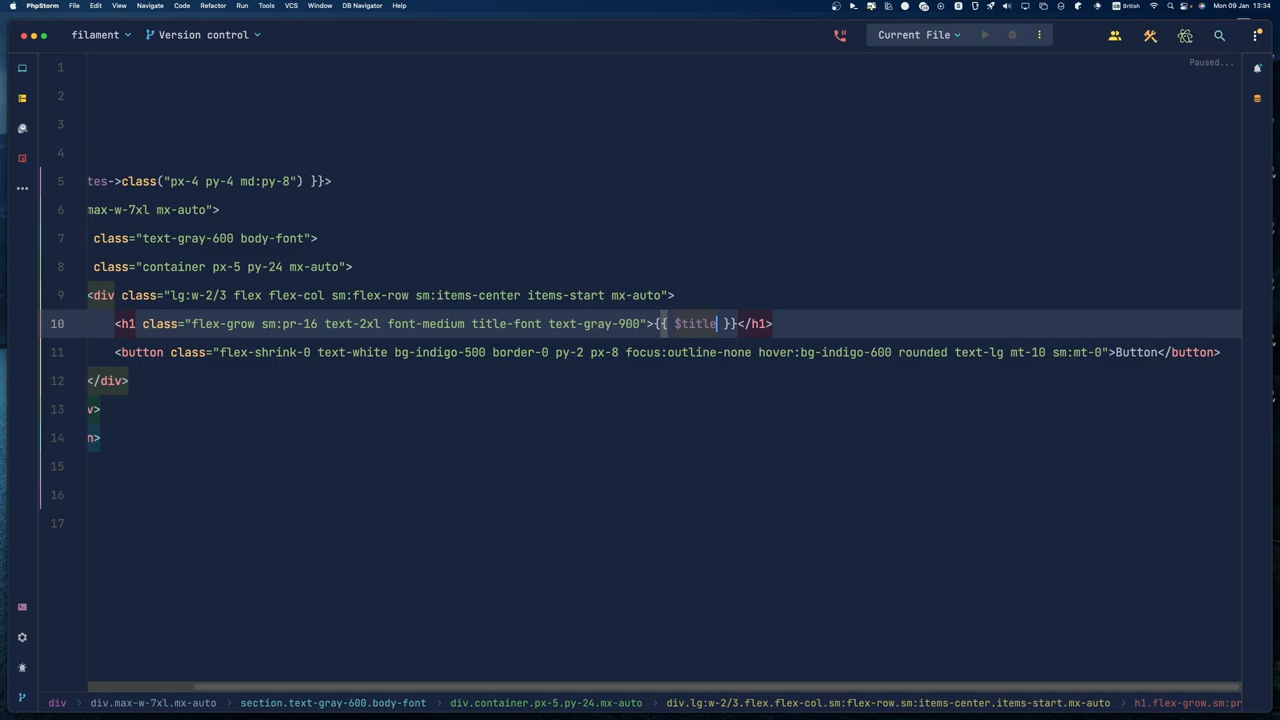 PhpStorm File Edit View Navigate Code Refactor Run Tools VCS Window DB Navigator Help British Mon 09 Jan 13:34
filament Version control Current File
Paused...
1
2
3
4
5 tes->class("px-4 py-4 md:py-8") }}>
6 max-w-7xl mx-auto">
7 class="text-gray-600 body-font">
8 class="container px-5 py-24 mx-auto">
9 <div class="lg:w-2/3 flex flex-col sm:flex-row sm:items-center items-start mx-auto">
10 <h1 class="flex-grow sm:pr-16 text-2xl font-medium title-font text-gray-900">{{ $title }}</h1>
11 <button class="flex-shrink-0 text-white bg-indigo-500 border-0 py-2 px-8 focus:outline-none hover:bg-indigo-600 rounded text-lg mt-10 sm:mt-0">Button</button>
12 </div>
13 v>
14 n>
15
16
17
div div.max-w-7xl.mx-auto section.text-gray-600.body-font div.container.px-5.py-24.mx-auto div.lg:w-2/3.flex.flex-col.sm:flex-row.sm:items-center.items-start.mx-auto h1.flex-grow.sm:pr